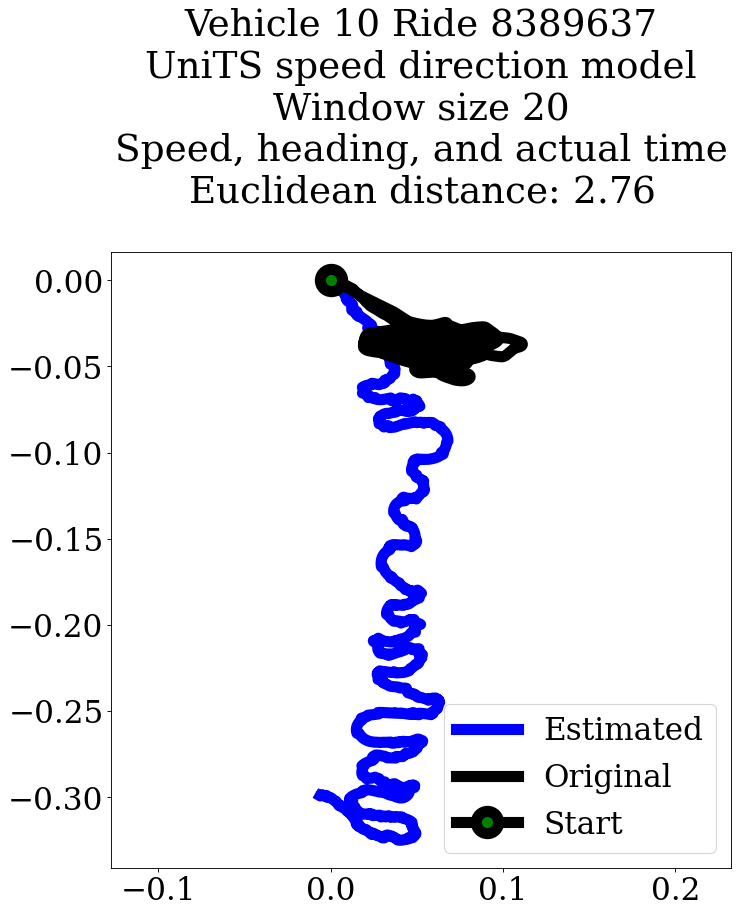 Vehicle 10 Ride 8389637
UniTS speed direction model
Window size 20
Speed, heading, and actual time
Euclidean distance: 2.76
0.00
−0.05
−0.10
−0.15
−0.20
−0.25
−0.30
Estimated
Original
Start
−0.1 0.0 0.1 0.2